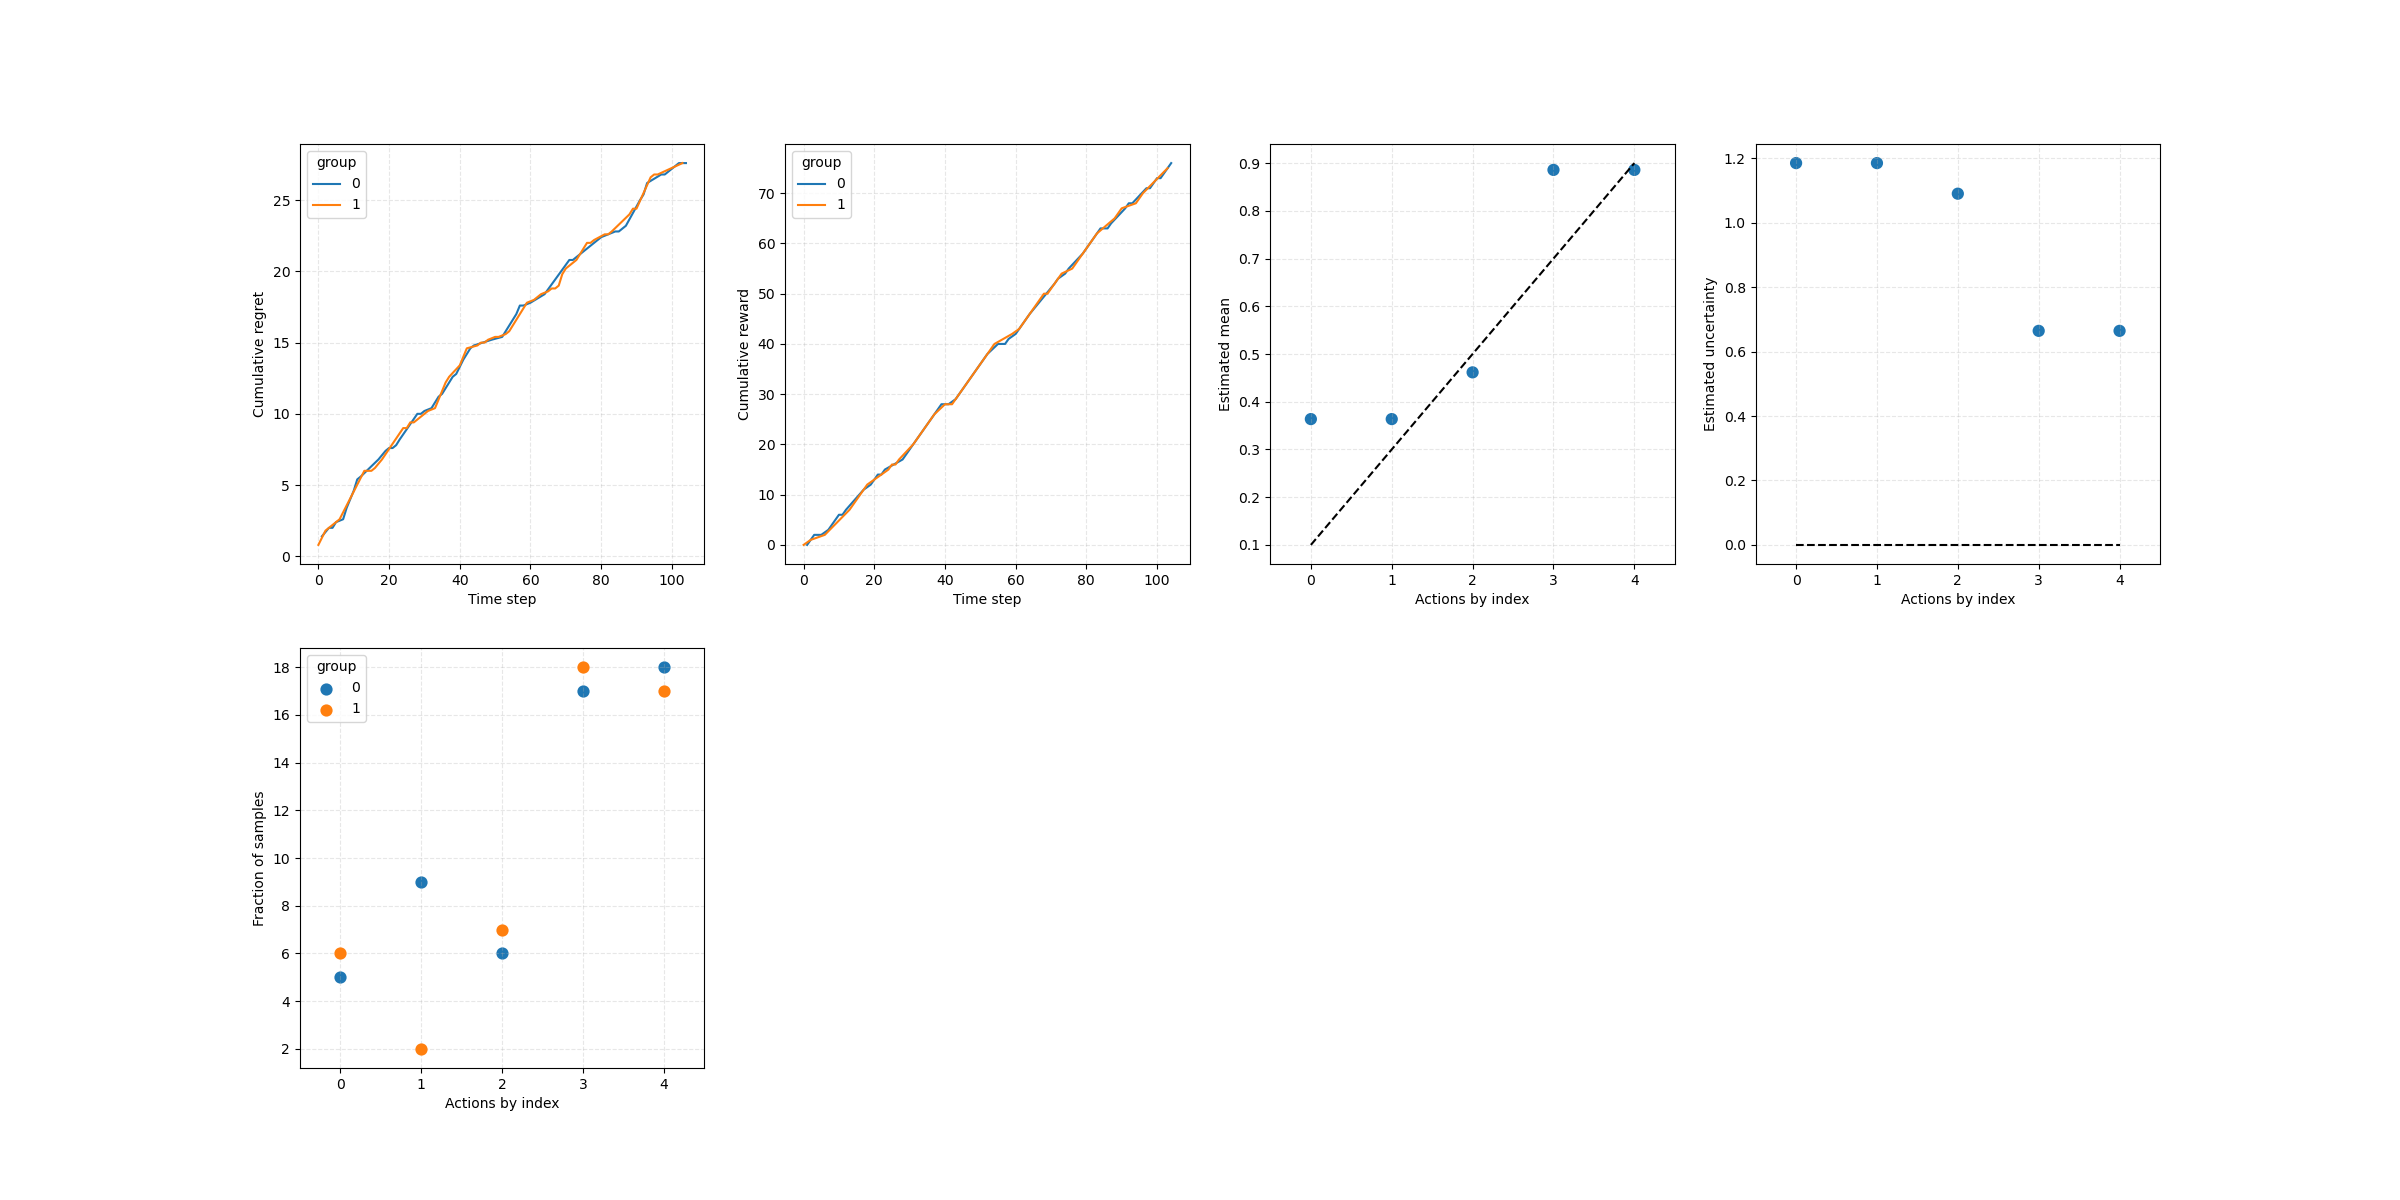 group
0
1
25
20
15
10
5
0
0 20 40 60 80 100
Time step
Cumulative regret
group
0
1
70
60
50
40
30
20
10
0
0 20 40 60 80 100
Time step
Cumulative reward
0.9
0.8
0.7
0.6
0.5
0.4
0.3
0.2
0.1
0 1 2 3 4
Actions by index
Estimated mean
1.2
1.0
0.8
0.6
0.4
0.2
0.0
0 1 2 3 4
Actions by index
Estimated uncertainty
group
0
1
18
16
14
12
10
8
6
4
2
0 1 2 3 4
Actions by index
Fraction of samples